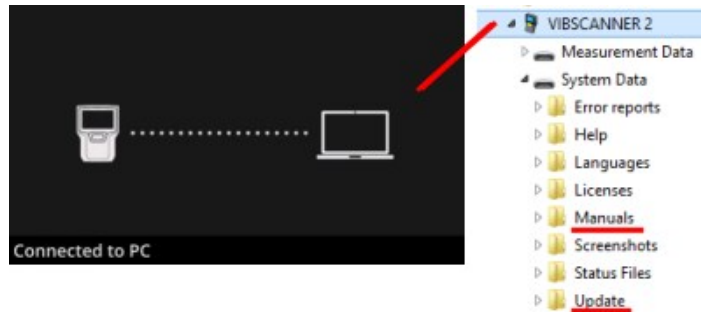 Connected to PC
VIBSCANNER 2
Measurement Data
System Data
Error reports
Help
Languages
Licenses
Manuals
Screenshots
Status Files
Update